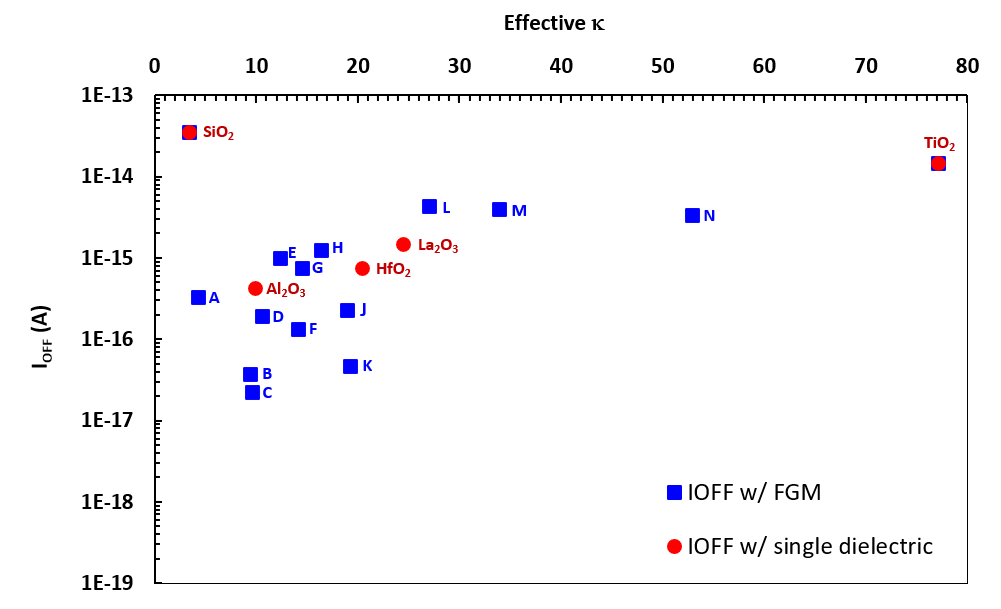 Effective κ
0 10 20 30 40 50 60 70 80
1E-13
1E-14
1E-15
1E-16
1E-17
1E-18
1E-19
I_OFF (A)
SiO₂
TiO₂
L
M
N
E
H
La₂O₃
G
HfO₂
Al₂O₃
A
D
J
F
K
B
C
IOFF w/ FGM
IOFF w/ single dielectric